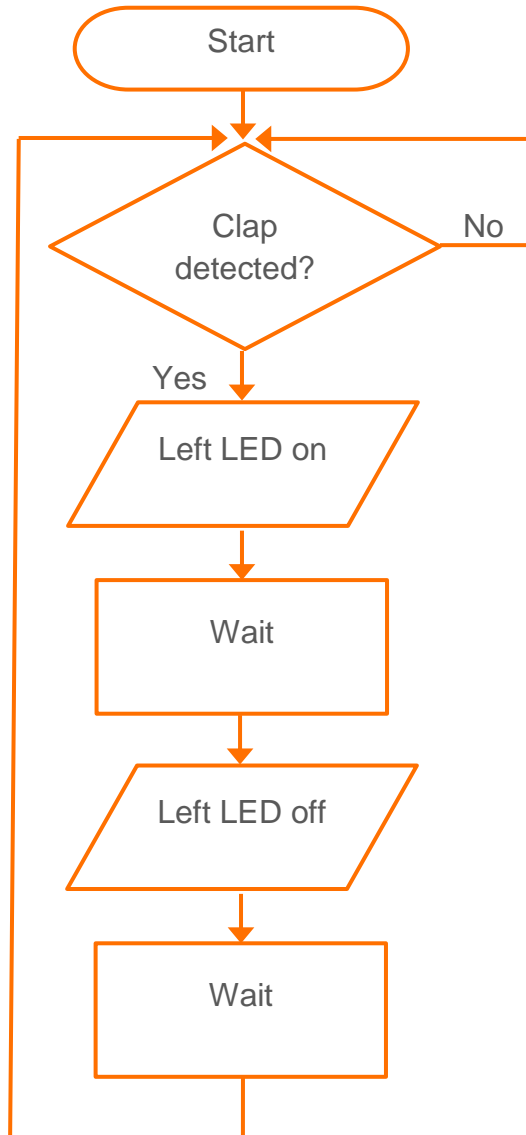 Start
Clap
detected?
No
Yes
Left LED on
Wait
Left LED off
Wait